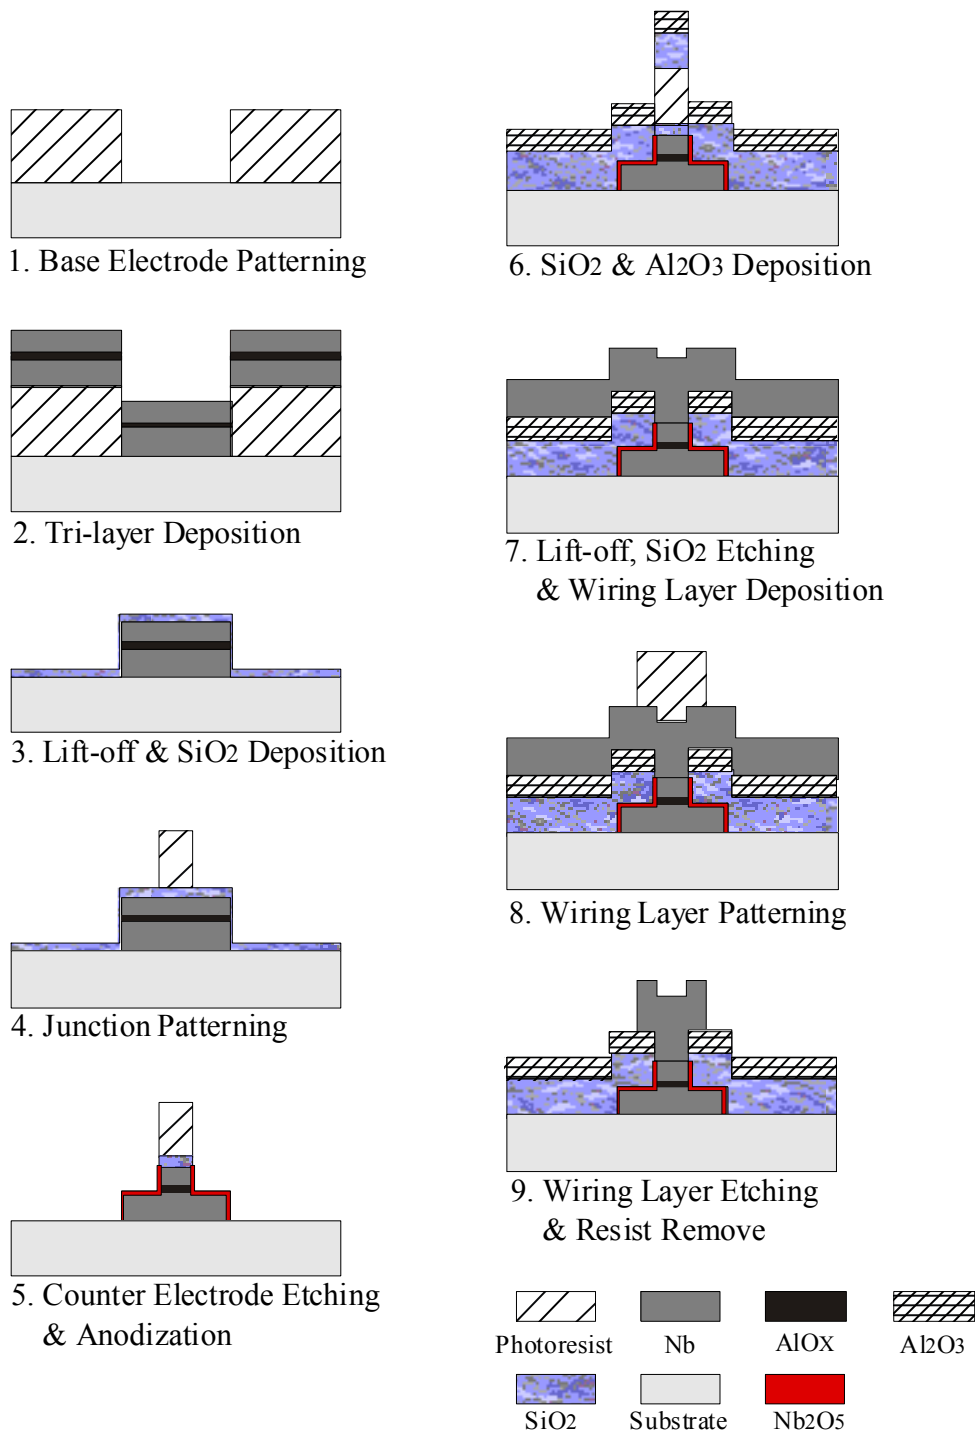 1. Base Electrode Patterning
2. Tri-layer Deposition
3. Lift-off & SiO2 Deposition
4. Junction Patterning
5. Counter Electrode Etching
& Anodization
6. SiO2 & Al2O3 Deposition
7. Lift-off, SiO2 Etching
& Wiring Layer Deposition
8. Wiring Layer Patterning
9. Wiring Layer Etching
& Resist Remove
Photoresist Nb AlOX Al2O3
SiO2 Substrate Nb2O5